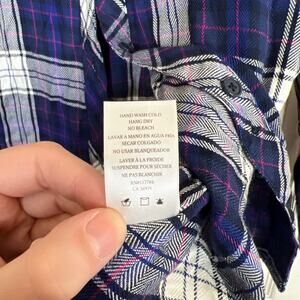 HAND WASH COLD
HANG DRY
NO BLEACH
LAVAR A MANO EN AGUA FRIA
SECAR COLGADO
NO USAR BLANQUEADOR
LAVER À LA FROIDE
SUSPENDRE POUR SÉCHER
NE PAS BLANCHIR